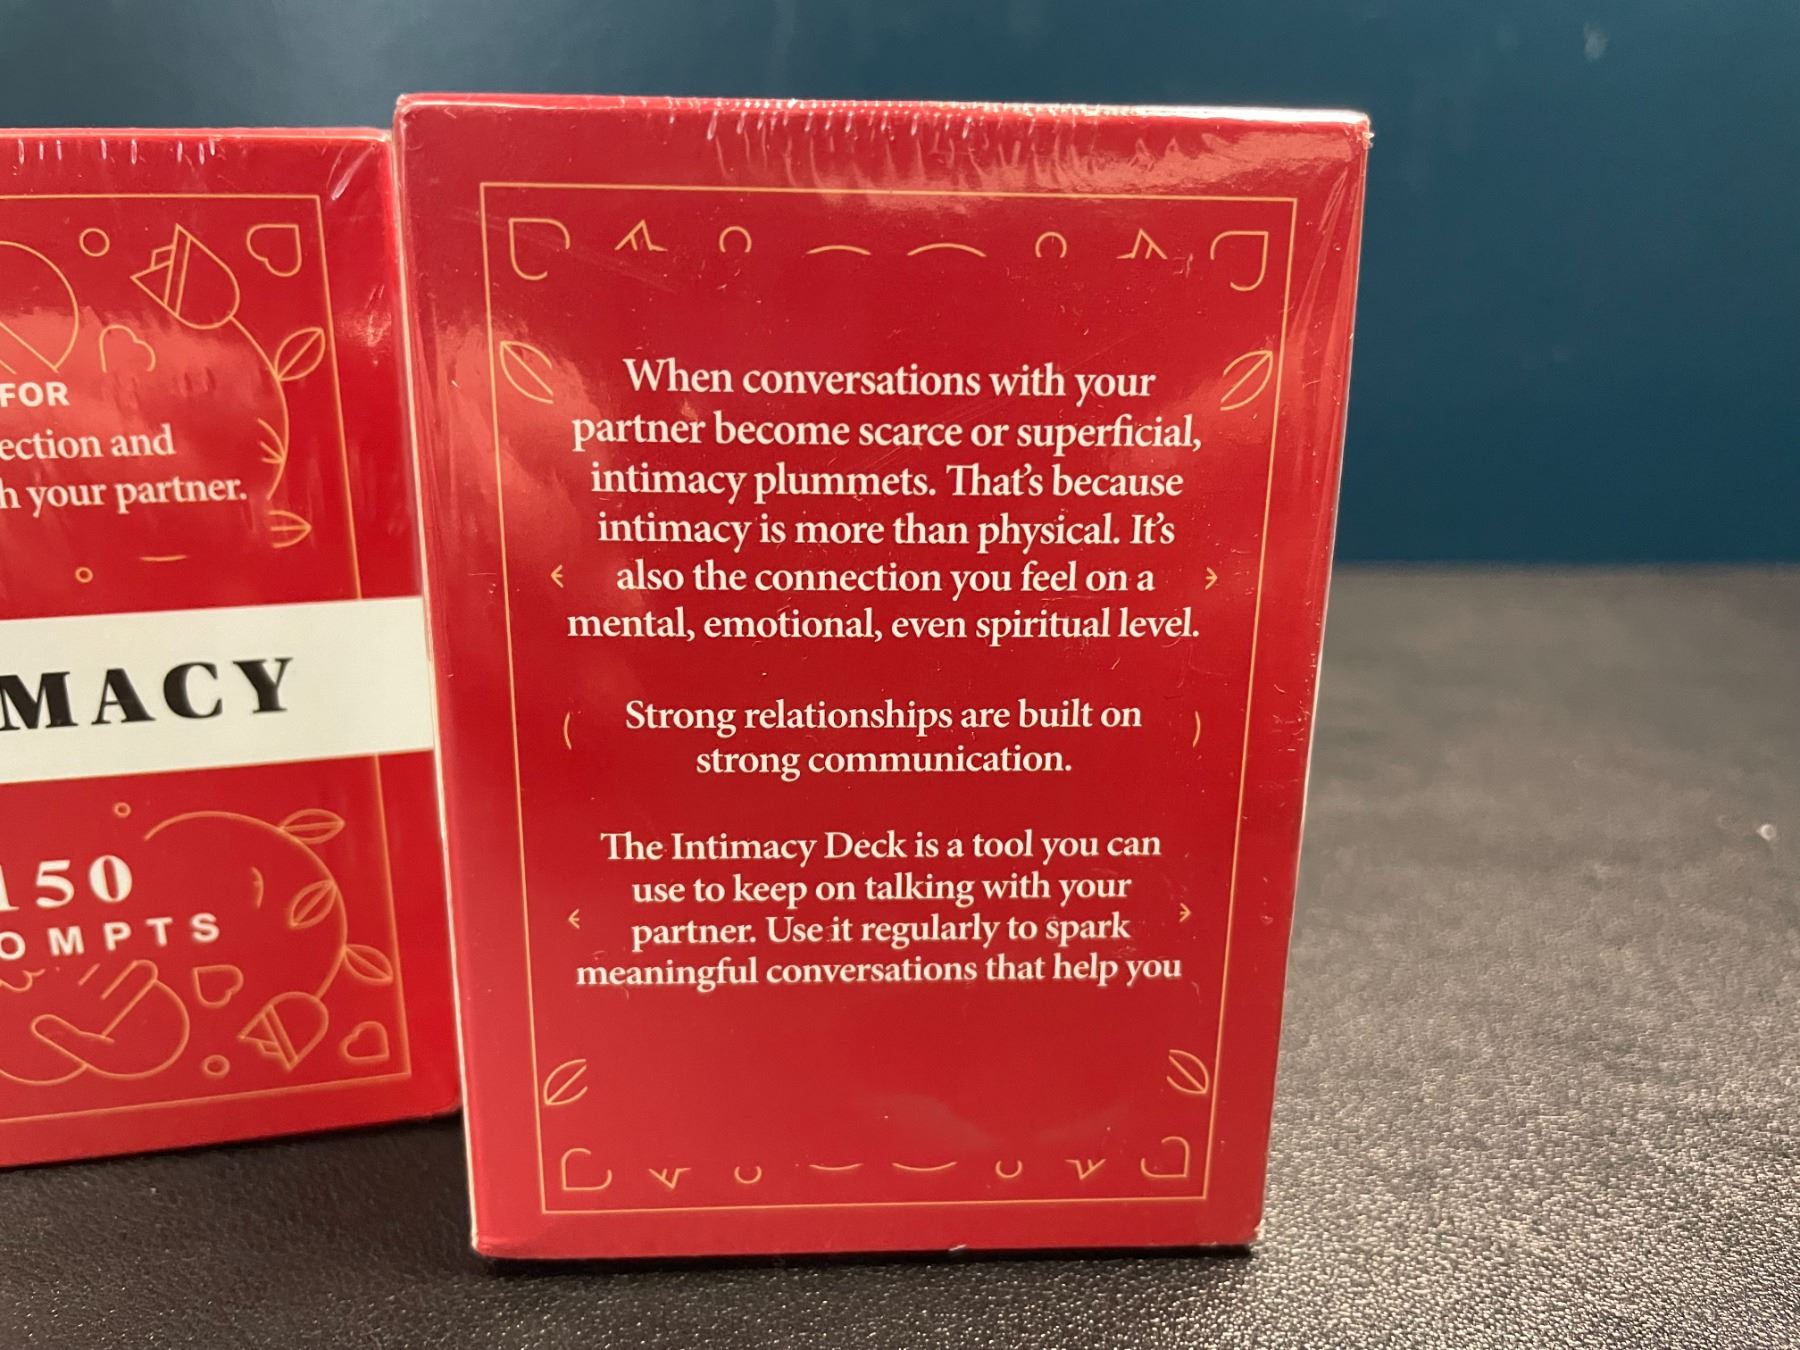 FOR
and
your partner.
150
When conversations with your
partner become scarce or superficial,
intimacy plummets. That's because
intimacy is more than physical. It's
also the connection you feel on a
mental, emotional, even spiritual level.
Strong relationships are built on
strong communication.
The Intimacy Deck is a tool you can
use to keep on talking with your
partner. Use it regularly to spark
meaningful conversations that help you